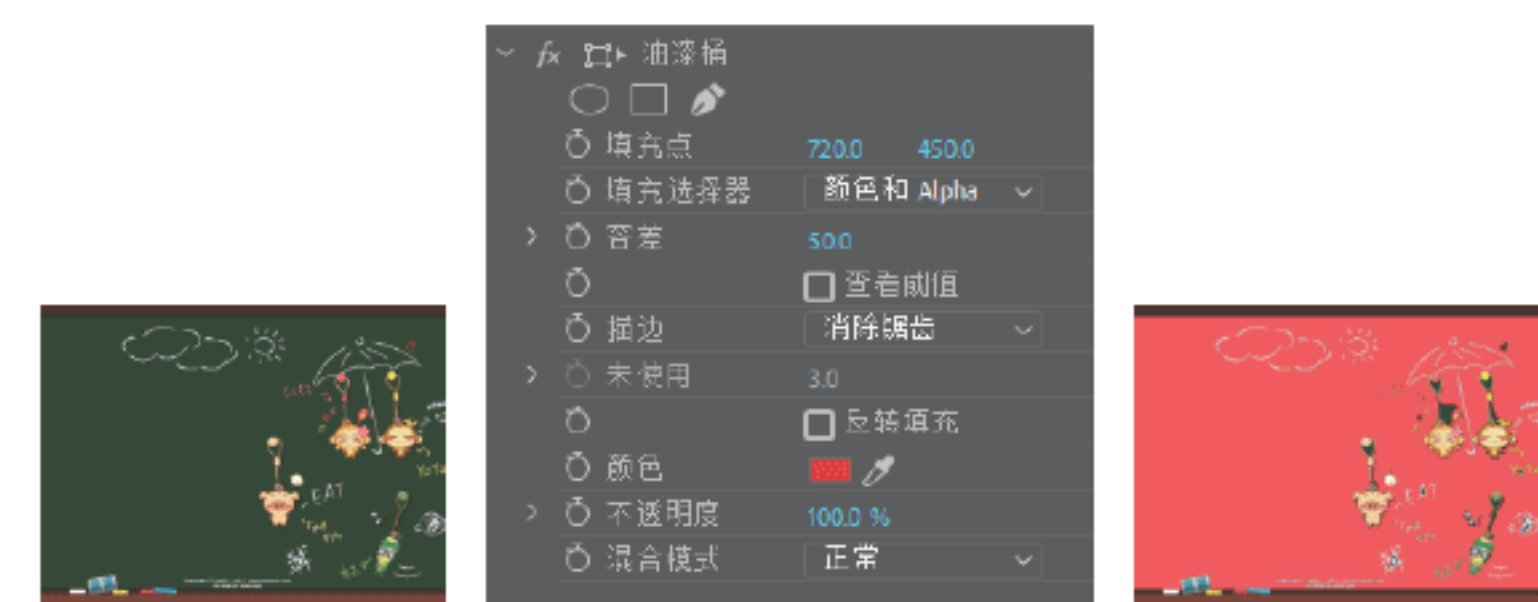 fx 油漆桶
填充点 720.0 450.0
填充选择器 颜色和 Alpha
容差 50.0
查看阈值
描边 消除锯齿
未使用 3.0
反转填充
颜色
不透明度 100.0 %
混合模式 正常
EAT
EAT